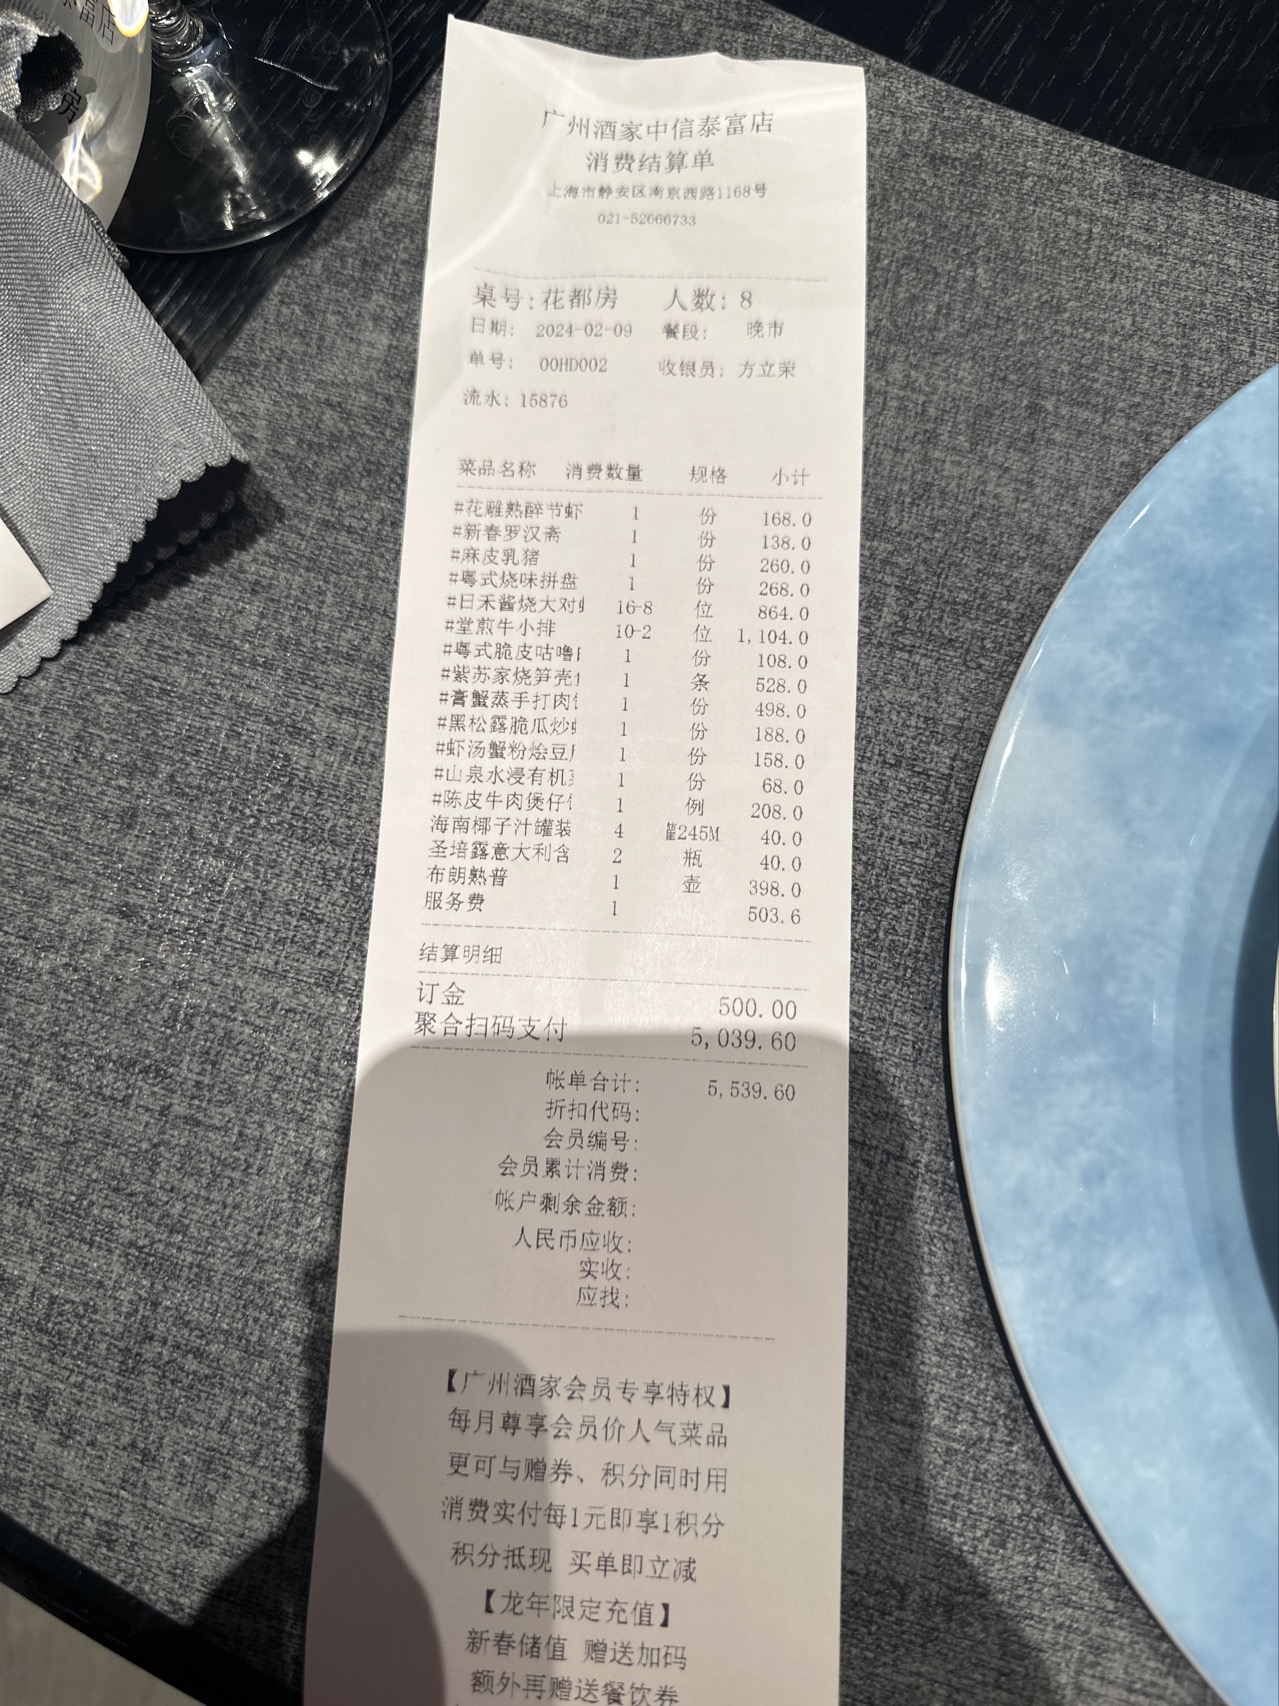 富店
房
广州酒家中信泰富店
消费结算单
上海市静安区南京西路1168号
021-52666733
桌号:花都房 人数: 8
日期: 2024-02-09 餐段: 晚市
单号: 00HD002 收银员: 方立荣
流水: 15876
菜品名称 消费数量 规格 小计
#花雕熟醉节虾 1 份 168.0
#新春罗汉斋 1 份 138.0
#麻皮乳猪 1 份 260.0
#粤式烧味拼盘 1 份 268.0
#日禾酱烧大对 16-8 位 864.0
#堂煎牛小排 10-2 位 1,104.0
#粤式脆皮咕噜 1 份 108.0
#紫苏家烧笋壳 1 条 528.0
#膏蟹蒸手打肉 1 份 498.0
#黑松露脆瓜炒 1 份 188.0
#虾汤蟹粉烩豆 1 份 158.0
#山泉水浸有机 1 份 68.0
#陈皮牛肉煲仔 1 例 208.0
海南椰子汁罐装 4 245M 40.0
圣培露意大利含 2 瓶 40.0
布朗熟普 1 壶 398.0
服务费 1 503.6
结算明细
订金 500.00
聚合扫码支付 5,039.60
帐单合计: 5,539.60
折扣代码:
会员编号:
会员累计消费:
帐户剩余金额:
人民币应收:
实收:
应找:
【广州酒家会员专享特权】
每月尊享会员价人气菜品
更可与赠券、积分同时用
消费实付每1元即享1积分
积分抵现 买单即立减
【龙年限定充值】
新春储值 赠送加码
额外再赠送餐饮券